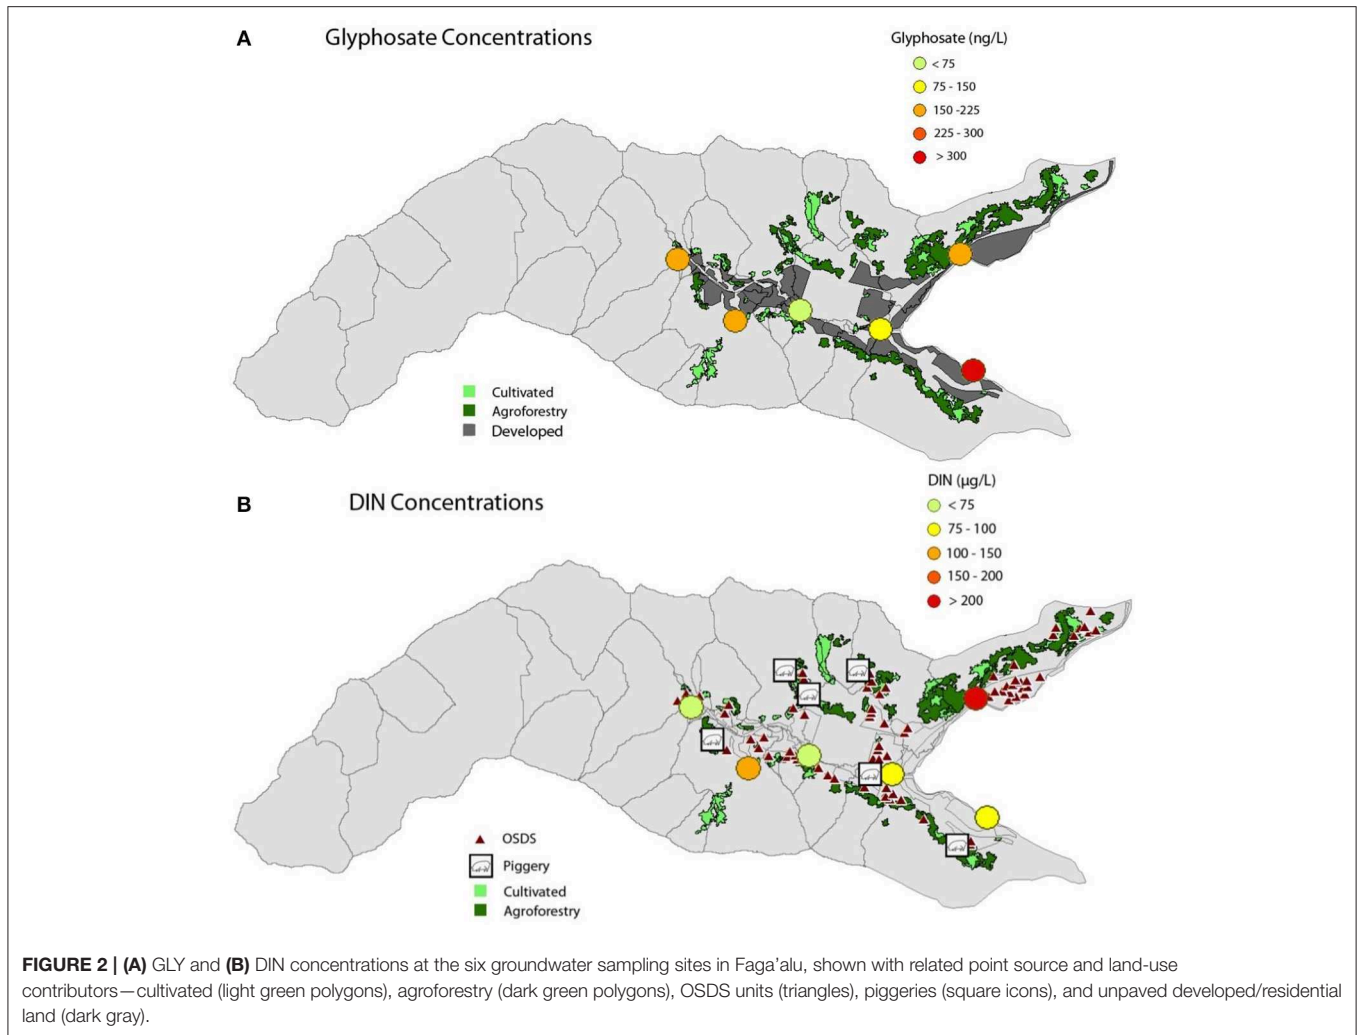 A
Glyphosate Concentrations
Glyphosate (ng/L)
< 75
75 - 150
150 -225
225 - 300
> 300
Cultivated
Agroforestry
Developed
B
DIN Concentrations
DIN (µg/L)
< 75
75 - 100
100 - 150
150 - 200
> 200
OSDS
Piggery
Cultivated
Agroforestry
FIGURE 2 | (A) GLY and (B) DIN concentrations at the six groundwater sampling sites in Faga'alu, shown with related point source and land-use
contributors—cultivated (light green polygons), agroforestry (dark green polygons), OSDS units (triangles), piggeries (square icons), and unpaved developed/residential
land (dark gray).